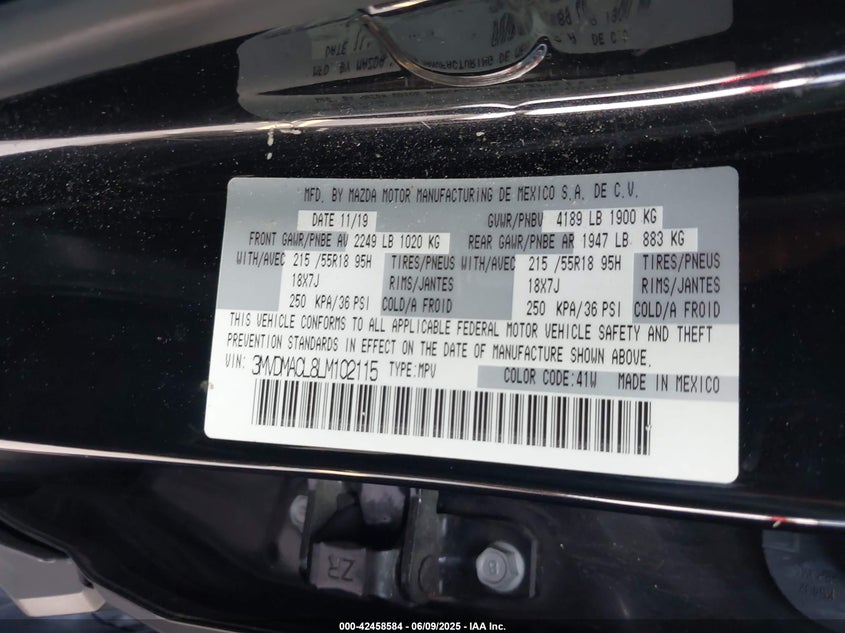 MFD. BY MAZDA MOTOR MANUFACTURING DE MEXICO S.A. DE C.V.
DATE 11/19 GVWR/PNBV 4189 LB 1900 KG
FRONT GAWR/PNBE AV 2249 LB 1020 KG REAR GAWR/PNBE AR 1947 LB 883 KG
WITH/AVEC 215 /55R18 95H TIRES/PNEUS WITH/AVEC 215 /55R18 95H TIRES/PNEUS
18X7J RIMS/JANTES 18X7J RIMS/JANTES
250 KPA/36 PSI COLD/A FROID 250 KPA/36 PSI COLD/A FROID
THIS VEHICLE CONFORMS TO ALL APPLICABLE FEDERAL MOTOR VEHICLE SAFETY AND THEFT
PREVENTION STANDARDS IN EFFECT ON THE DATE OF MANUFACTURE SHOWN ABOVE.
VIN: 3MVDMACL8LM102115 TYPE:MPV COLOR CODE:41W MADE IN MEXICO
ZR
8
000-42458584 - 06/09/2025 - IAA Inc.